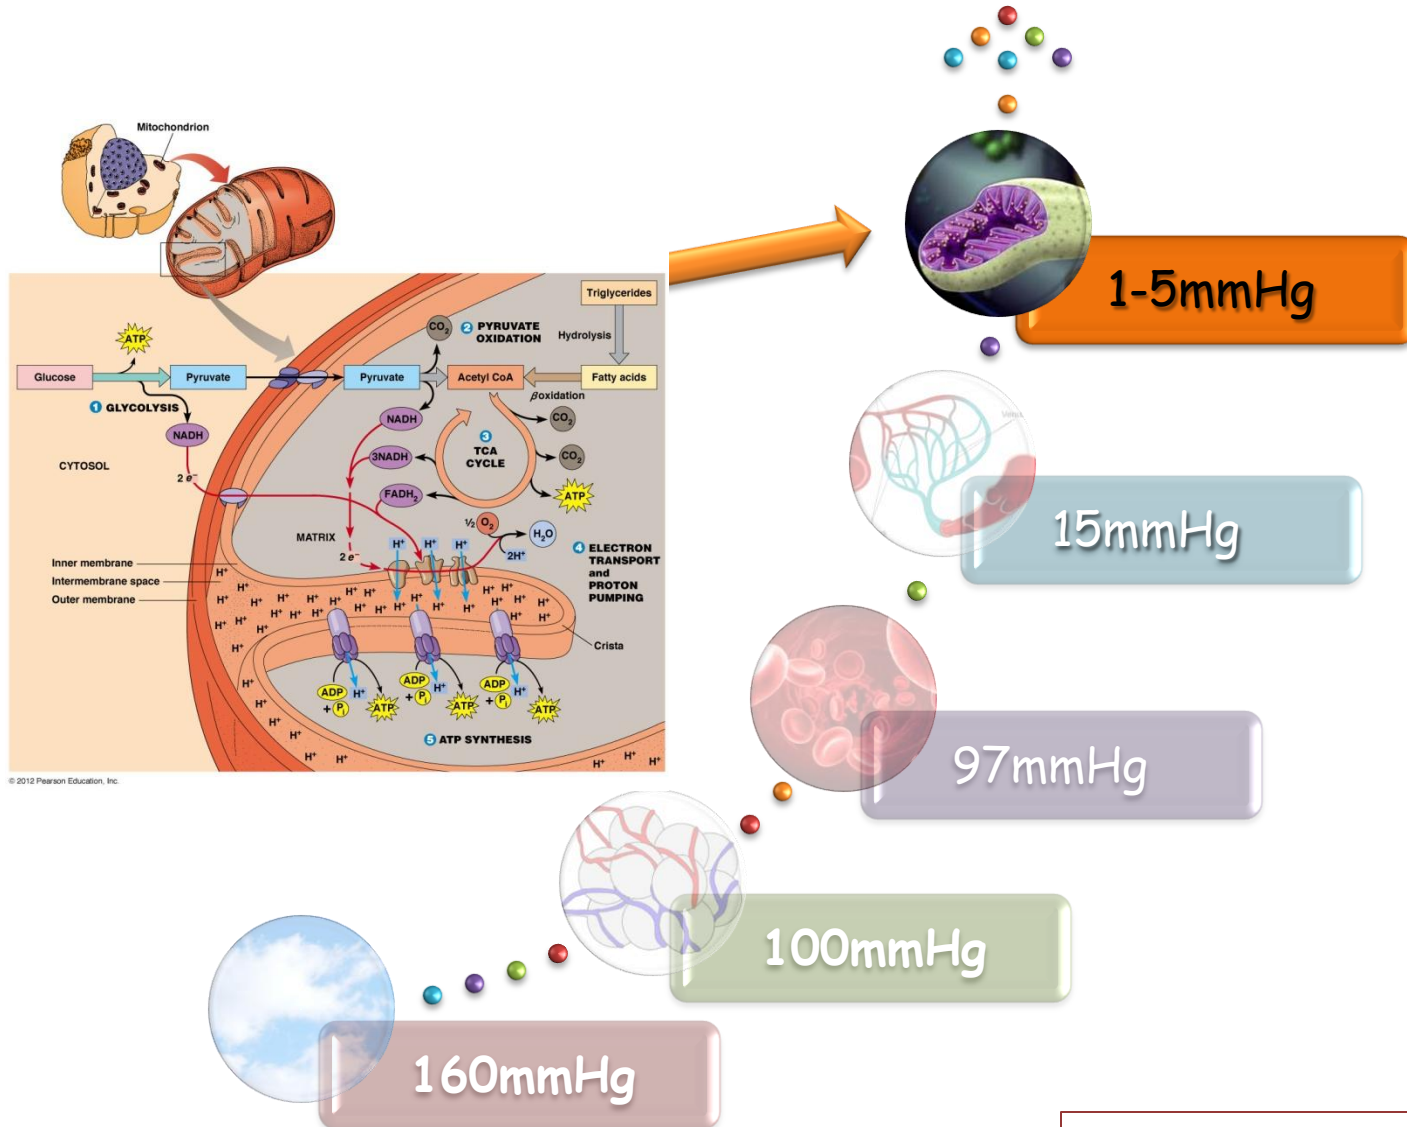 Mitochondrion
Triglycerides
Hydrolysis
CO₂
2 PYRUVATE
OXIDATION
ATP
Glucose
Pyruvate
Pyruvate
Acetyl CoA
Fatty acids
β oxidation
1 GLYCOLYSIS
NADH
NADH
CO₂
3
TCA
CYCLE
3NADH
CO₂
CYTOSOL
2 e⁻
FADH₂
ATP
½ O₂
H₂O
2H⁺
MATRIX
H⁺ H⁺ H⁺
2 e⁻
4 ELECTRON
TRANSPORT
and
PROTON
PUMPING
Inner membrane
Intermembrane space
Outer membrane
H⁺ H⁺ H⁺ H⁺ H⁺ H⁺ H⁺ H⁺ H⁺ H⁺ H⁺ H⁺ H⁺ H⁺ H⁺ H⁺ H⁺ H⁺ H⁺ H⁺ H⁺ H⁺
Crista
ADP
+ Pᵢ
H⁺
ATP
ADP
+ Pᵢ
H⁺
ATP
ADP
+ Pᵢ
H⁺
ATP
5 ATP SYNTHESIS
H⁺ H⁺ H⁺ H⁺ H⁺ H⁺ H⁺
© 2012 Pearson Education, Inc.
1-5mmHg
15mmHg
97mmHg
100mmHg
160mmHg